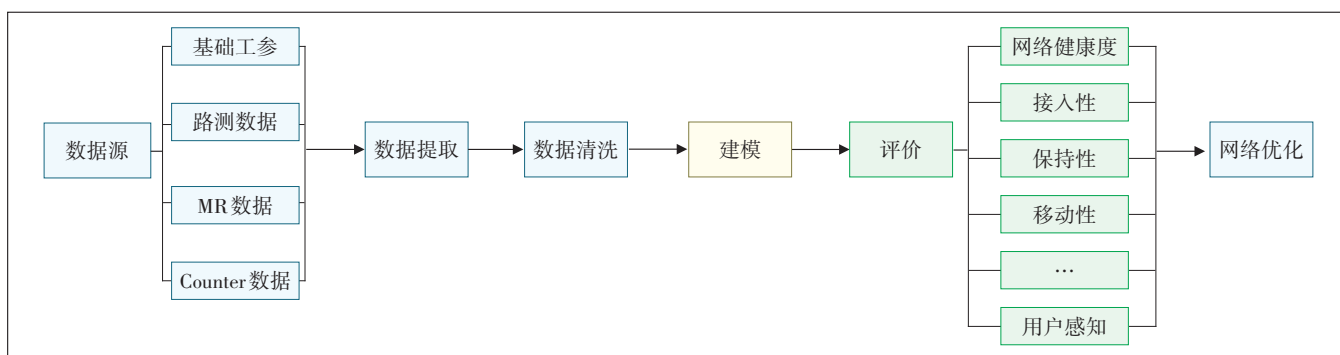 数据源
基础工参
路测数据
MR数据
Counter数据
数据提取
数据清洗
建模
评价
网络健康度
接入性
保持性
移动性
…
用户感知
网络优化